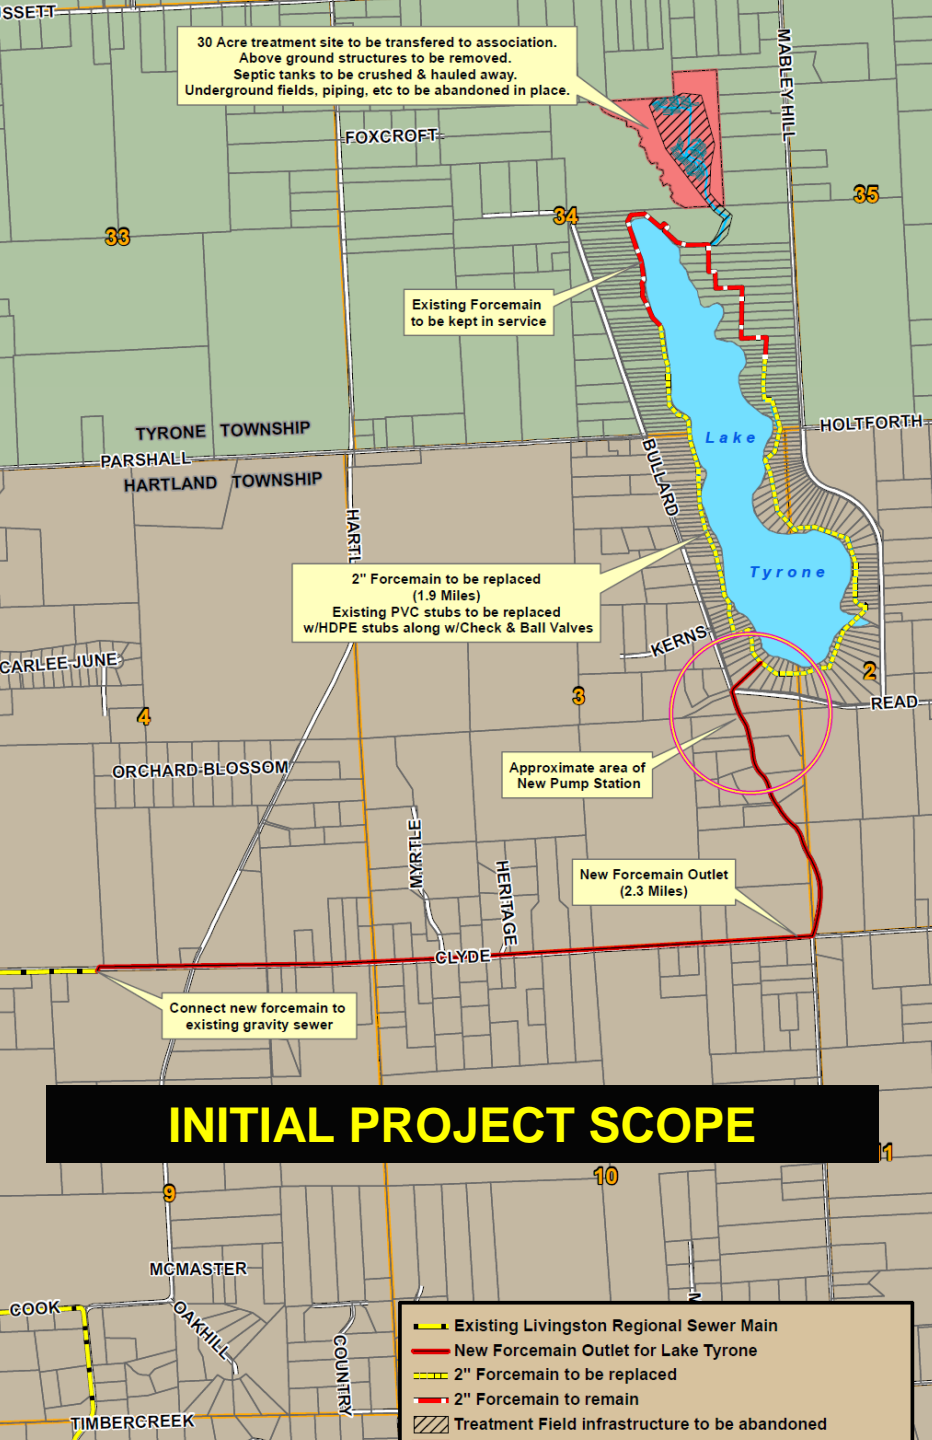 30 Acre treatment site to be transfered to association.
Above ground structures to be removed.
Septic tanks to be crushed & hauled away.
Underground fields, piping, etc to be abandoned in place.
MABLEY HILL
FOXCROFT
35
34
33
Existing Forcemain
to be kept in service
TYRONE TOWNSHIP
HOLTFORTH
Lake
PARSHALL
HARTLAND TOWNSHIP
BULLARD
2" Forcemain to be replaced
(1.9 Miles)
Existing PVC stubs to be replaced
w/HDPE stubs along w/Check & Ball Valves
Tyrone
KERNS
CARLEE JUNE
2
3
READ
4
Approximate area of
New Pump Station
ORCHARD BLOSSOM
MYRTLE
HERITAGE
New Forcemain Outlet
(2.3 Miles)
CLYDE
Connect new forcemain to
existing gravity sewer
INITIAL PROJECT SCOPE
10
9
MCMASTER
COOK
OAKHILL
COUNTRY
TIMBERCREEK
Existing Livingston Regional Sewer Main
New Forcemain Outlet for Lake Tyrone
2" Forcemain to be replaced
2" Forcemain to remain
Treatment Field infrastructure to be abandoned